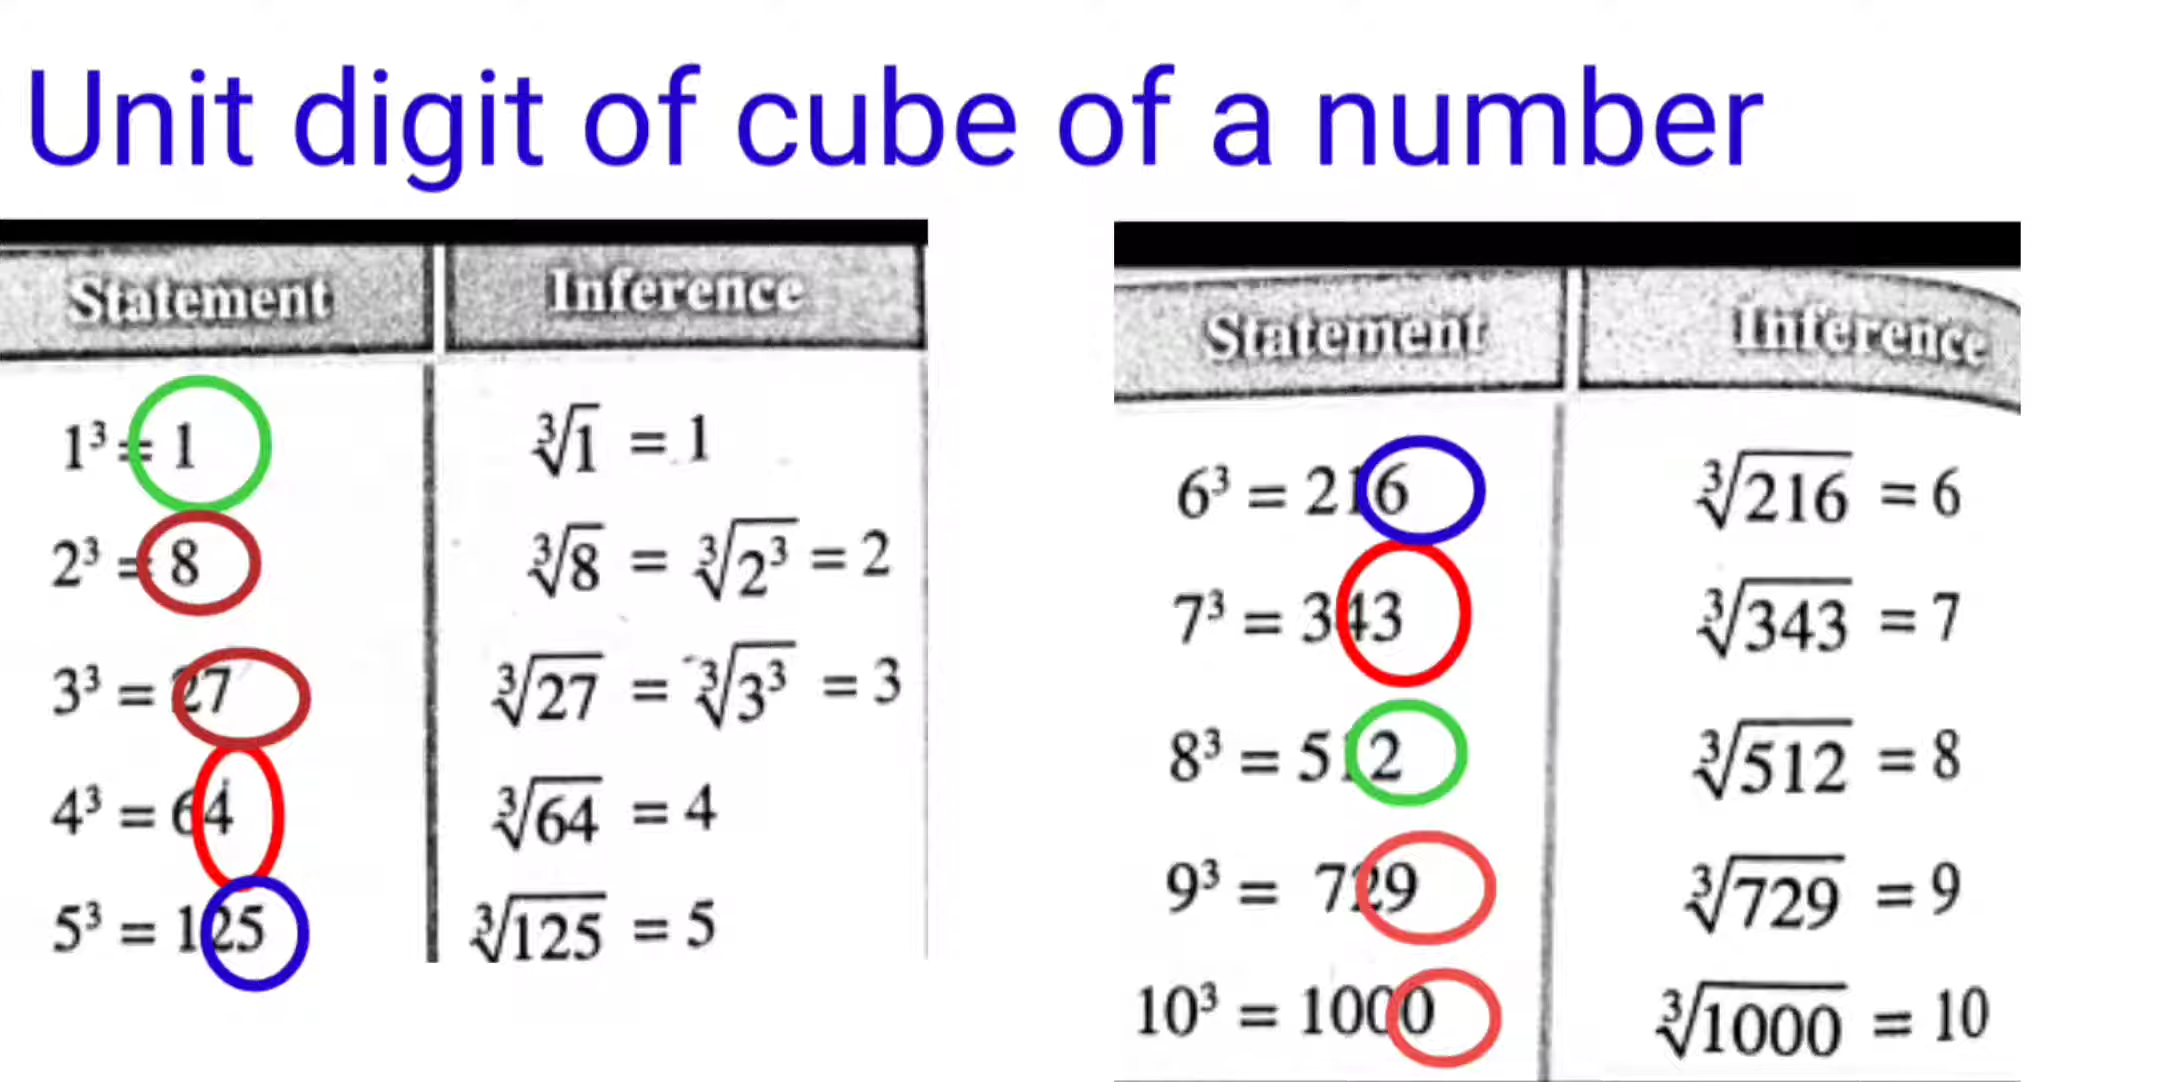 Unit digit of cube of a number
Statement Inference
1³ = 1 ∛1 = 1
2³ = 8 ∛8 = ∛2³ = 2
3³ = 27 ∛27 = ∛3³ = 3
4³ = 64 ∛64 = 4
5³ = 125 ∛125 = 5
Statement Inference
6³ = 216 ∛216 = 6
7³ = 343 ∛343 = 7
8³ = 512 ∛512 = 8
9³ = 729 ∛729 = 9
10³ = 1000 ∛1000 = 10